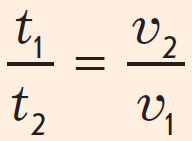 t₁/t₂ = v₂/v₁